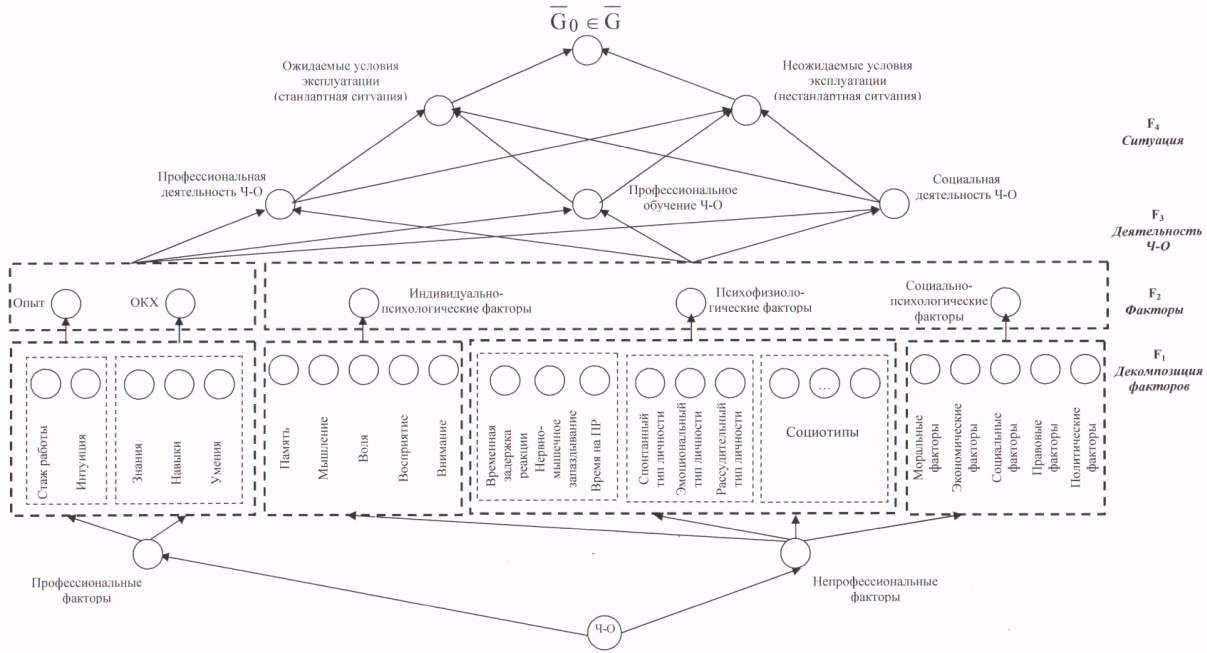 G̅₀ ∈ G̅
Ожидаемые условия
эксплуатации
(стандартная ситуация)
Неожидаемые условия
эксплуатации
(нестандартная ситуация)
F₄
Ситуация
Профессиональная
деятельность Ч-О
Профессиональное
обучение Ч-О
Социальная
деятельность Ч-О
F₃
Деятельность
Ч-О
Опыт
ОКХ
Индивидуально-
психологические факторы
Психофизиоло-
гические факторы
Социально-
психологические
факторы
F₂
Факторы
F₁
Декомпозиция
факторов
Стаж работы
Интуиция
Знания
Навыки
Умения
Память
Мышление
Воля
Восприятие
Внимание
Временная
задержка
реакции
Нервно-
мышечное
запаздывание
Время на ПР
Спонтанный
тип личности
Эмоциональный
тип личности
Рассудительный
тип личности
...
Социотипы
Моральные
факторы
Экономические
факторы
Социальные
факторы
Правовые
факторы
Политические
факторы
Профессиональные
факторы
Непрофессиональные
факторы
Ч-О